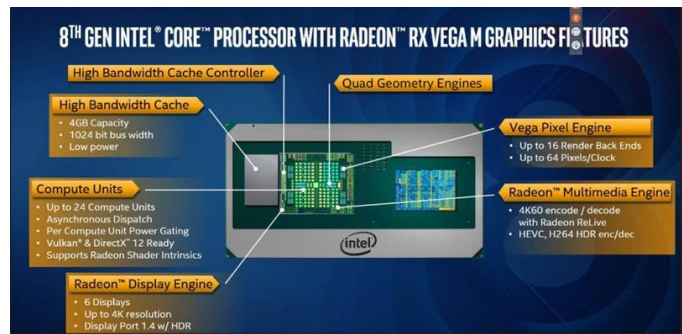 8TH GEN INTEL® CORE™ PROCESSOR WITH RADEON™ RX VEGA M GRAPHICS
High Bandwidth Cache Controller
Quad Geometry Engines
High Bandwidth Cache
• 4GB Capacity
• 1024 bit bus width
• Low power
Vega Pixel Engine
• Up to 16 Render Back Ends
• Up to 64 Pixels/Clock
Compute Units
• Up to 24 Compute Units
• Asynchronous Dispatch
• Per Compute Unit Power Gating
• Vulkan® & DirectX™ 12 Ready
• Supports Radeon Shader Intrinsics
Radeon™ Multimedia Engine
• 4K60 encode / decode
with Radeon ReLive
• HEVC, H264 HDR enc/dec
intel
Radeon™ Display Engine
• 6 Displays
• Up to 4K resolution
• Display Port 1.4 w/ HDR